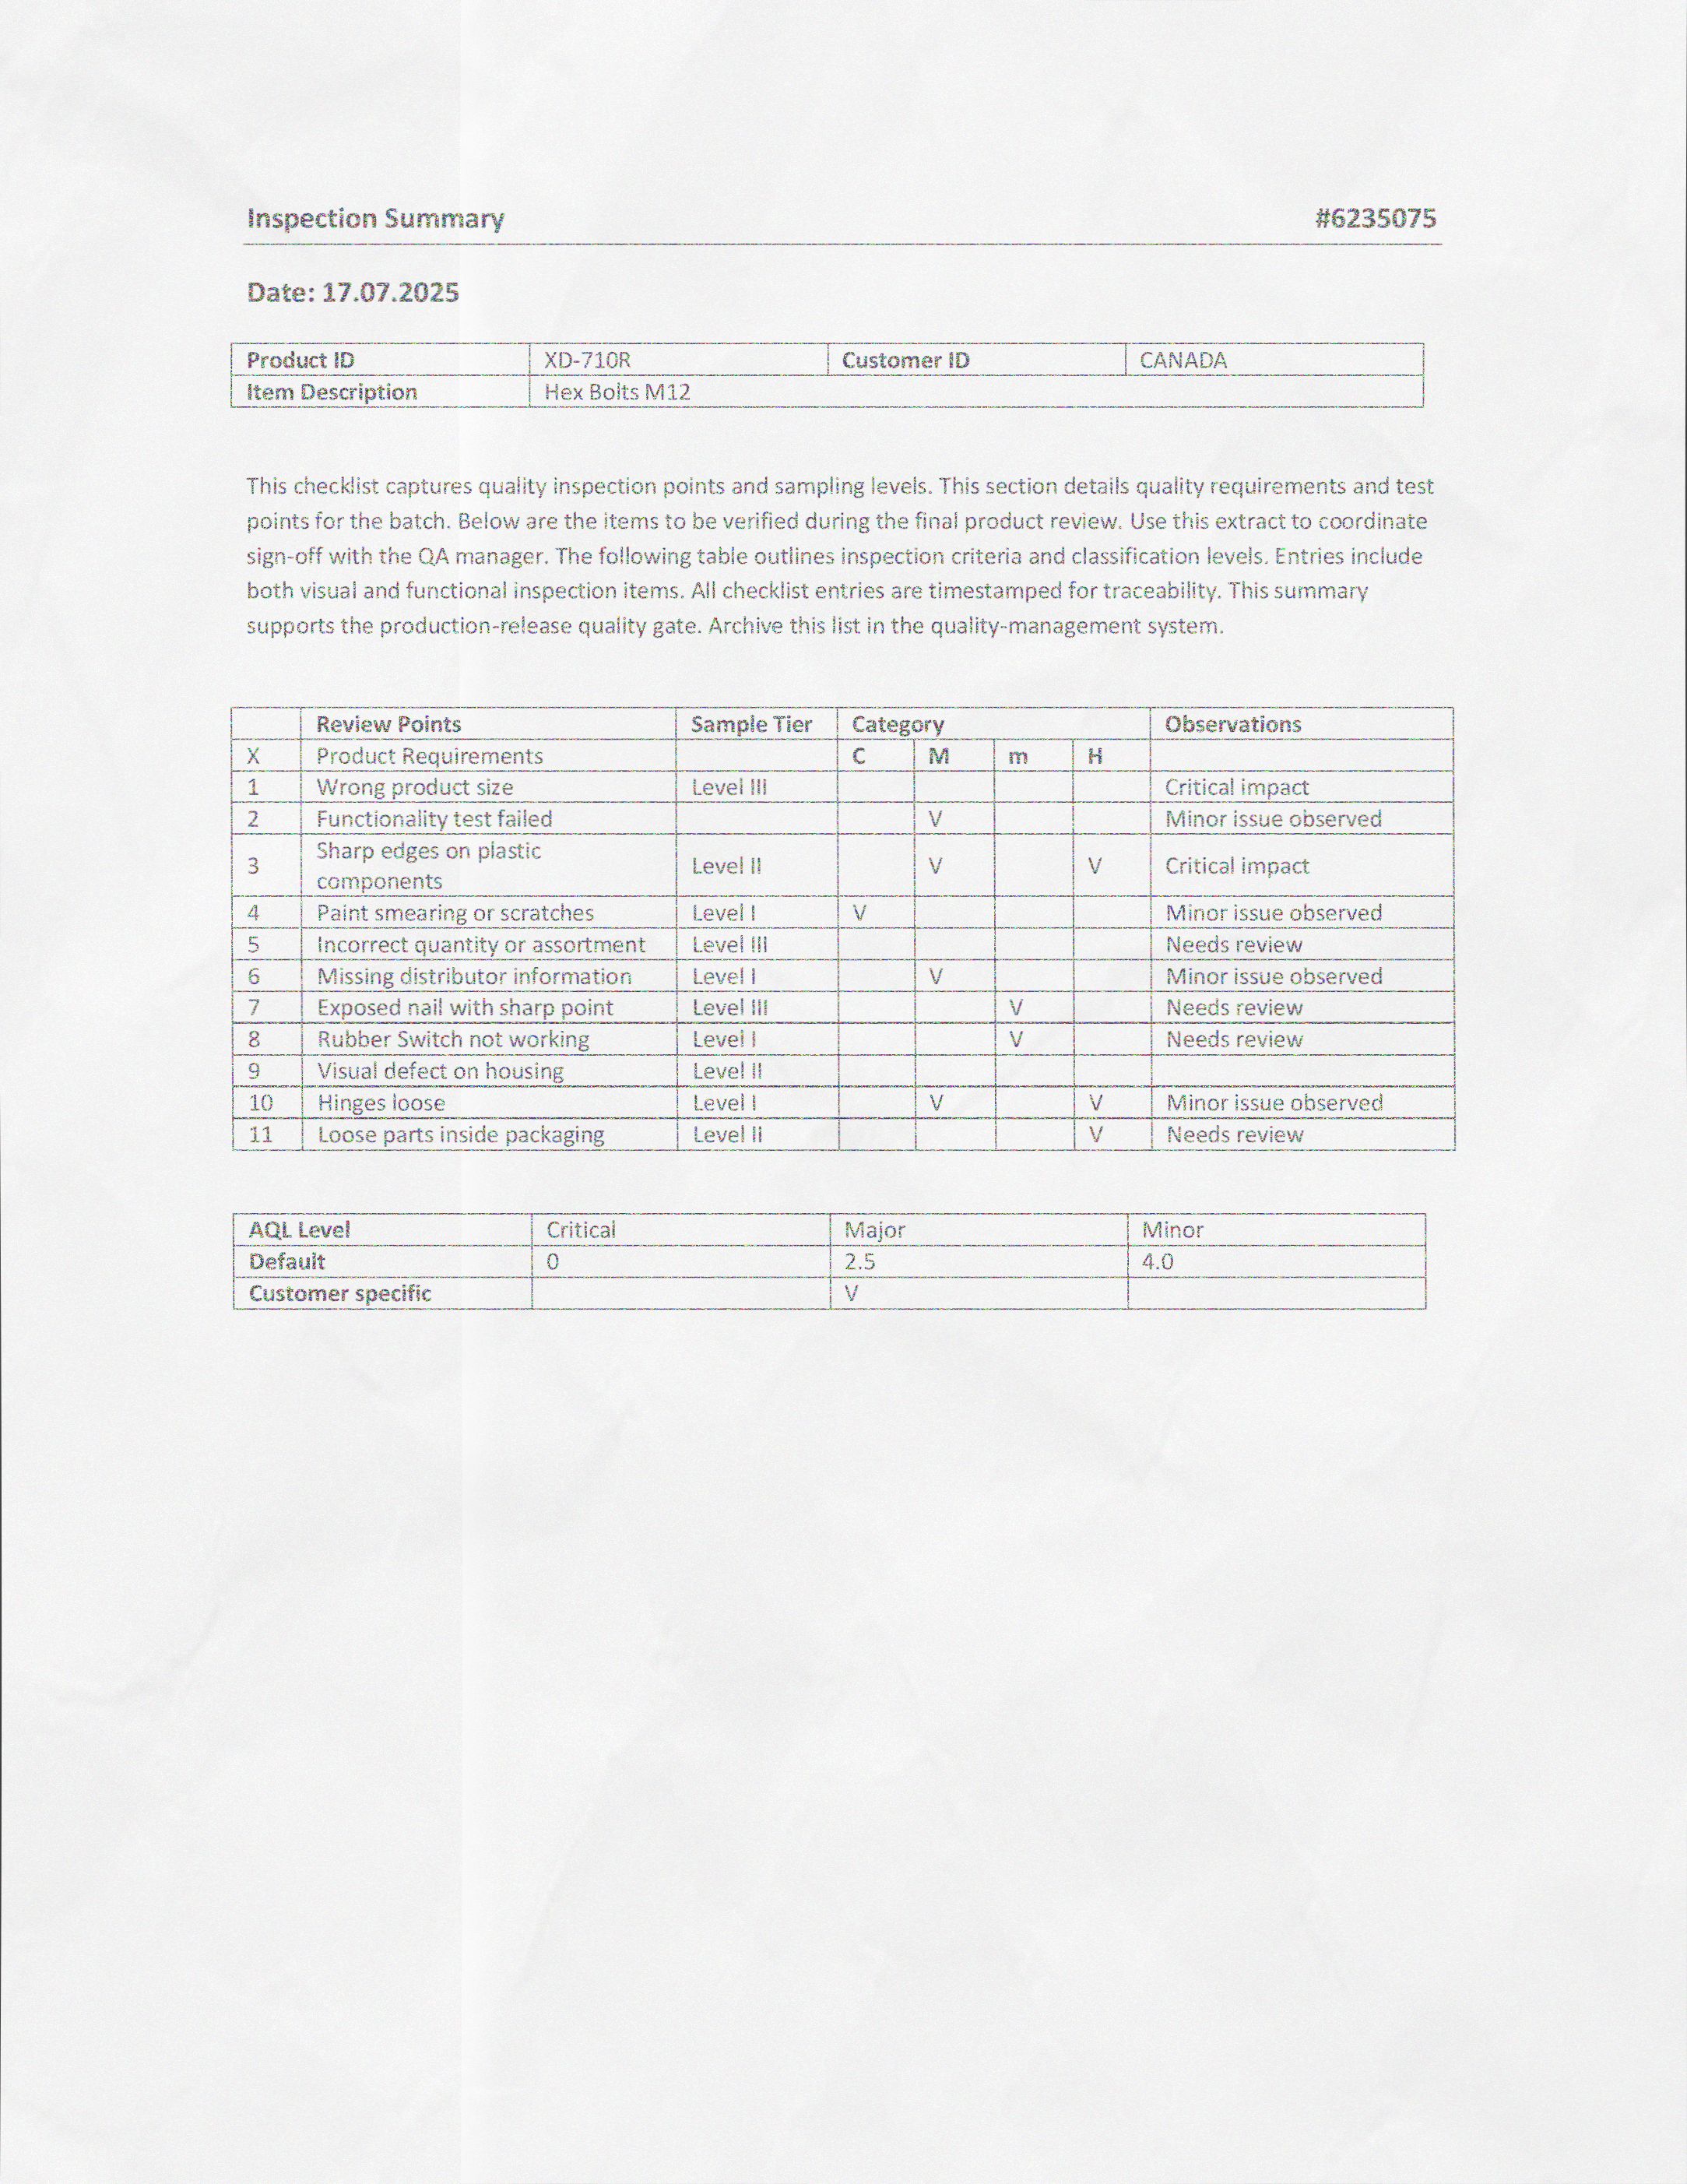 Inspection Summary #6235075
Date: 17.07.2025
Product ID XD-710R Customer ID CANADA
Item Description Hex Bolts M12
This checklist captures quality inspection points and sampling levels. This section details quality requirements and test
points for the batch. Below are the items to be verified during the final product review. Use this extract to coordinate
sign-off with the QA manager. The following table outlines inspection criteria and classification levels. Entries include
both visual and functional inspection items. All checklist entries are timestamped for traceability. This summary
supports the production-release quality gate. Archive this list in the quality-management system.
Review Points Sample Tier Category Observations
X Product Requirements C M m H
1 Wrong product size Level III Critical impact
2 Functionality test failed V Minor issue observed
3 Sharp edges on plastic
components Level II V V Critical impact
4 Paint smearing or scratches Level I V Minor issue observed
5 Incorrect quantity or assortment Level III Needs review
6 Missing distributor information Level I V Minor issue observed
7 Exposed nail with sharp point Level III V Needs review
8 Rubber Switch not working Level I V Needs review
9 Visual defect on housing Level II
10 Hinges loose Level I V V Minor issue observed
11 Loose parts inside packaging Level II V Needs review
AQL Level Critical Major Minor
Default 0 2.5 4.0
Customer specific V